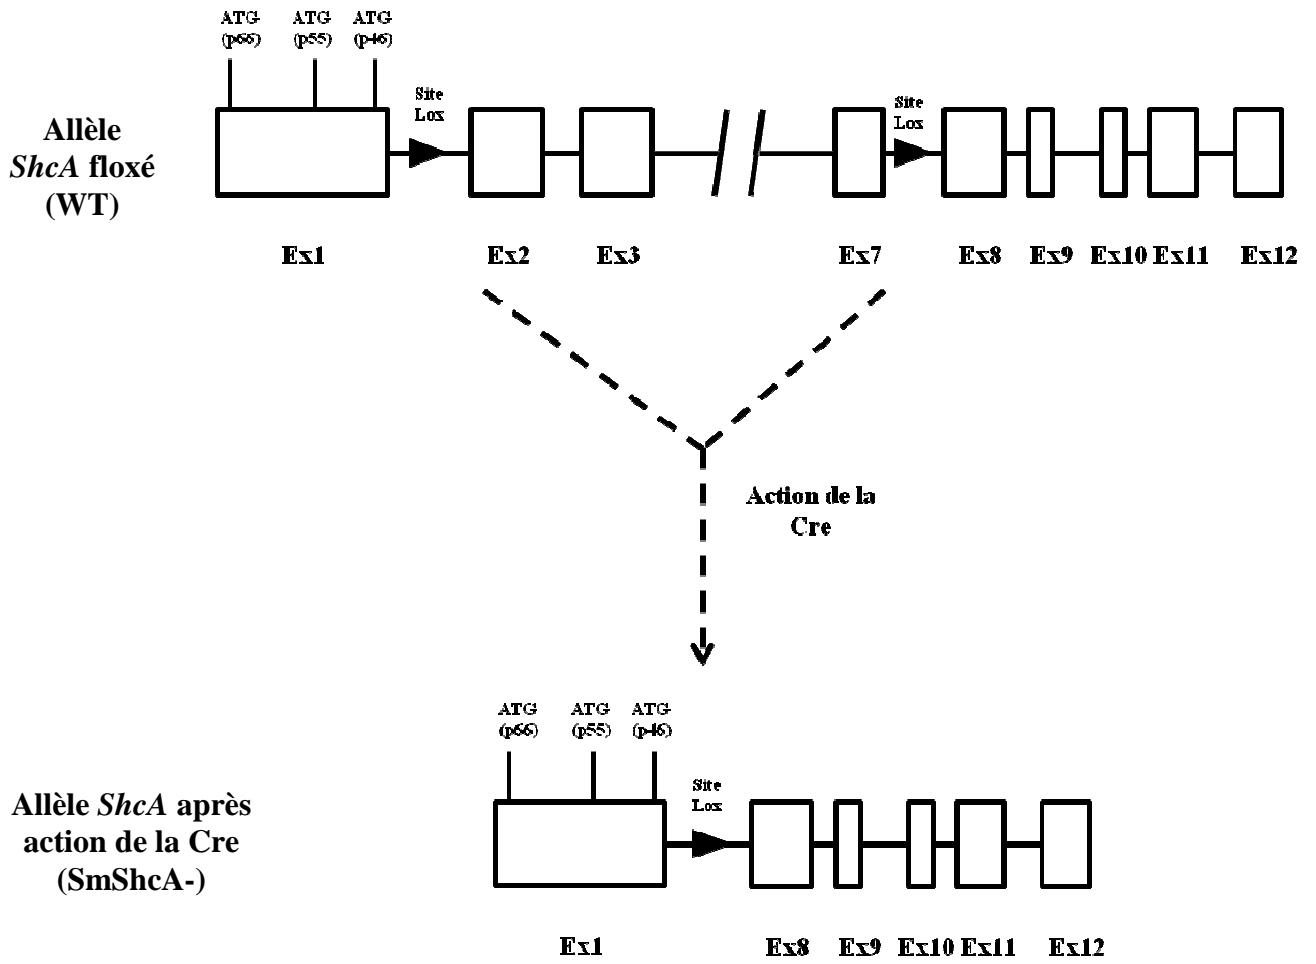 ATG ATG ATG
(p66) (p55) (p46)
Site
Lox
Site
Lox
Allèle
ShcA floxé
(WT)
Ex1 Ex2 Ex3 Ex7 Ex8 Ex9 Ex10 Ex11 Ex12
Action de la
Cre
ATG ATG ATG
(p66) (p55) (p46)
Site
Lox
Allèle ShcA après
action de la Cre
(SmShcA-)
Ex1 Ex8 Ex9 Ex10 Ex11 Ex12